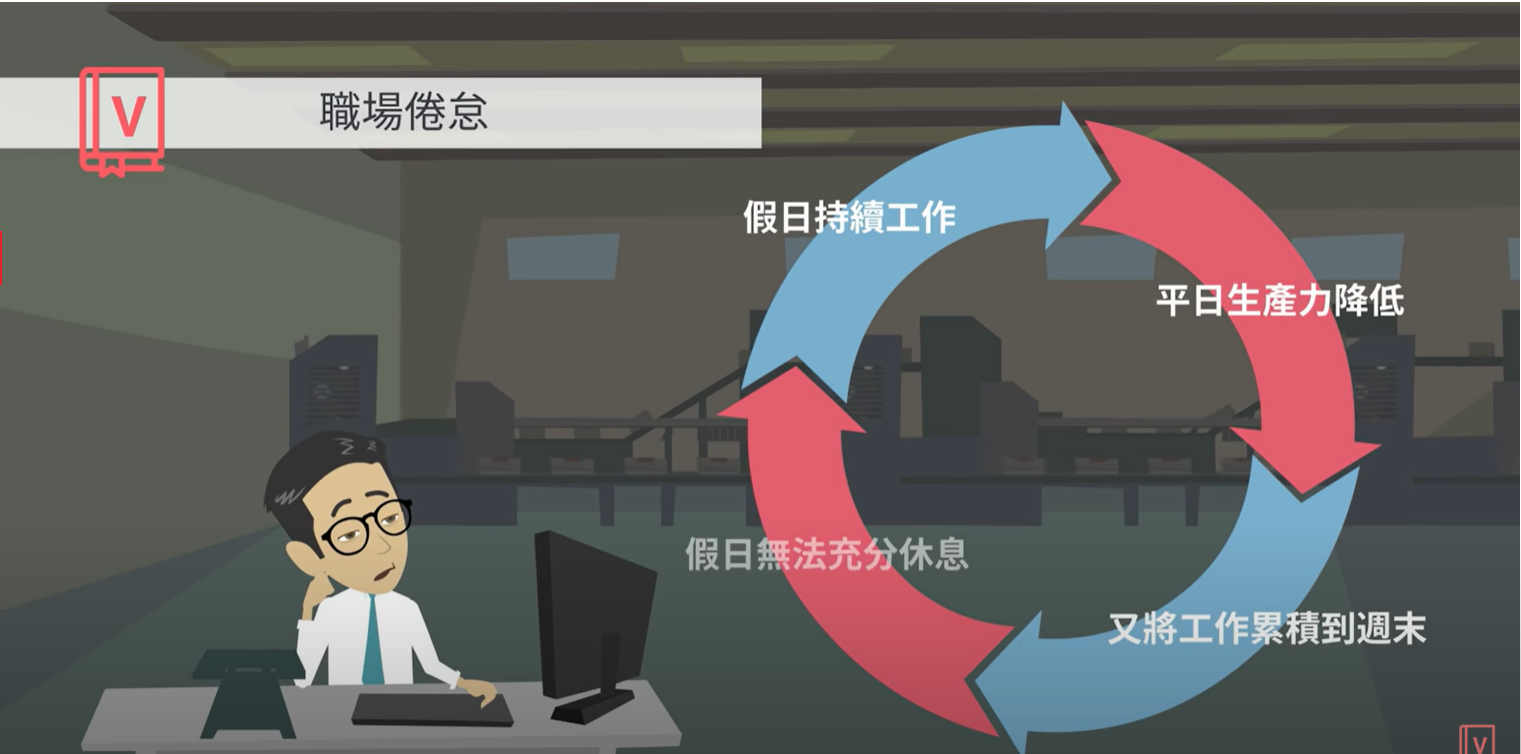 V
職場倦怠
假日持續工作
平日生產力降低
假日無法充分休息
又將工作累積到週末
V